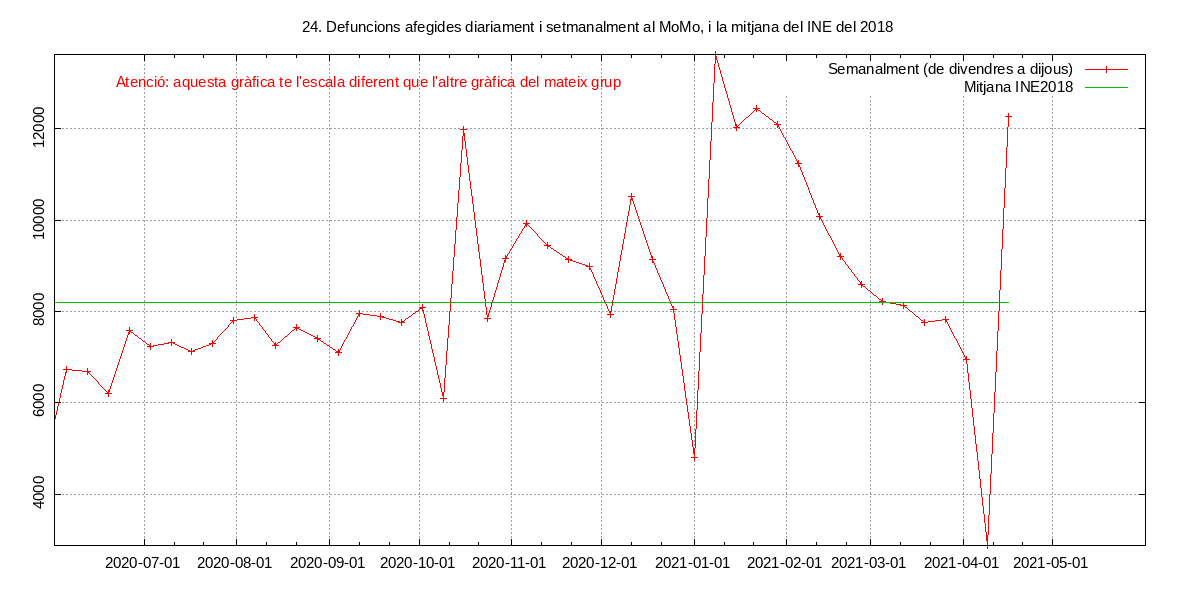 24. Defuncions afegides diariament i setmanalment al MoMo, i la mitjana del INE del 2018
Semanalment (de divendres a dijous)
Atenció: aquesta gràfica te l'escala diferent que l'altre gràfica del mateix grup
Mitjana INE2018
12000
10000
8000
6000
4000
2020-07-01 2020-08-01 2020-09-01 2020-10-01 2020-11-01 2020-12-01 2021-01-01 2021-02-01 2021-03-01 2021-04-01 2021-05-01